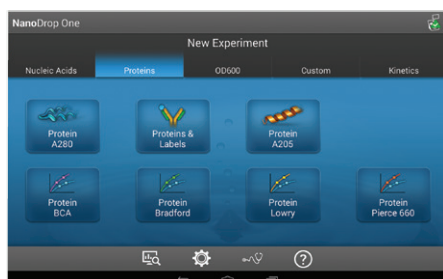 NanoDrop One
New Experiment
Nucleic Acids
Proteins
OD600
Custom
Kinetics
Protein
A280
Proteins &
Labels
Protein
A205
Protein
BCA
Protein
Bradford
Protein
Lowry
Protein
Pierce 660